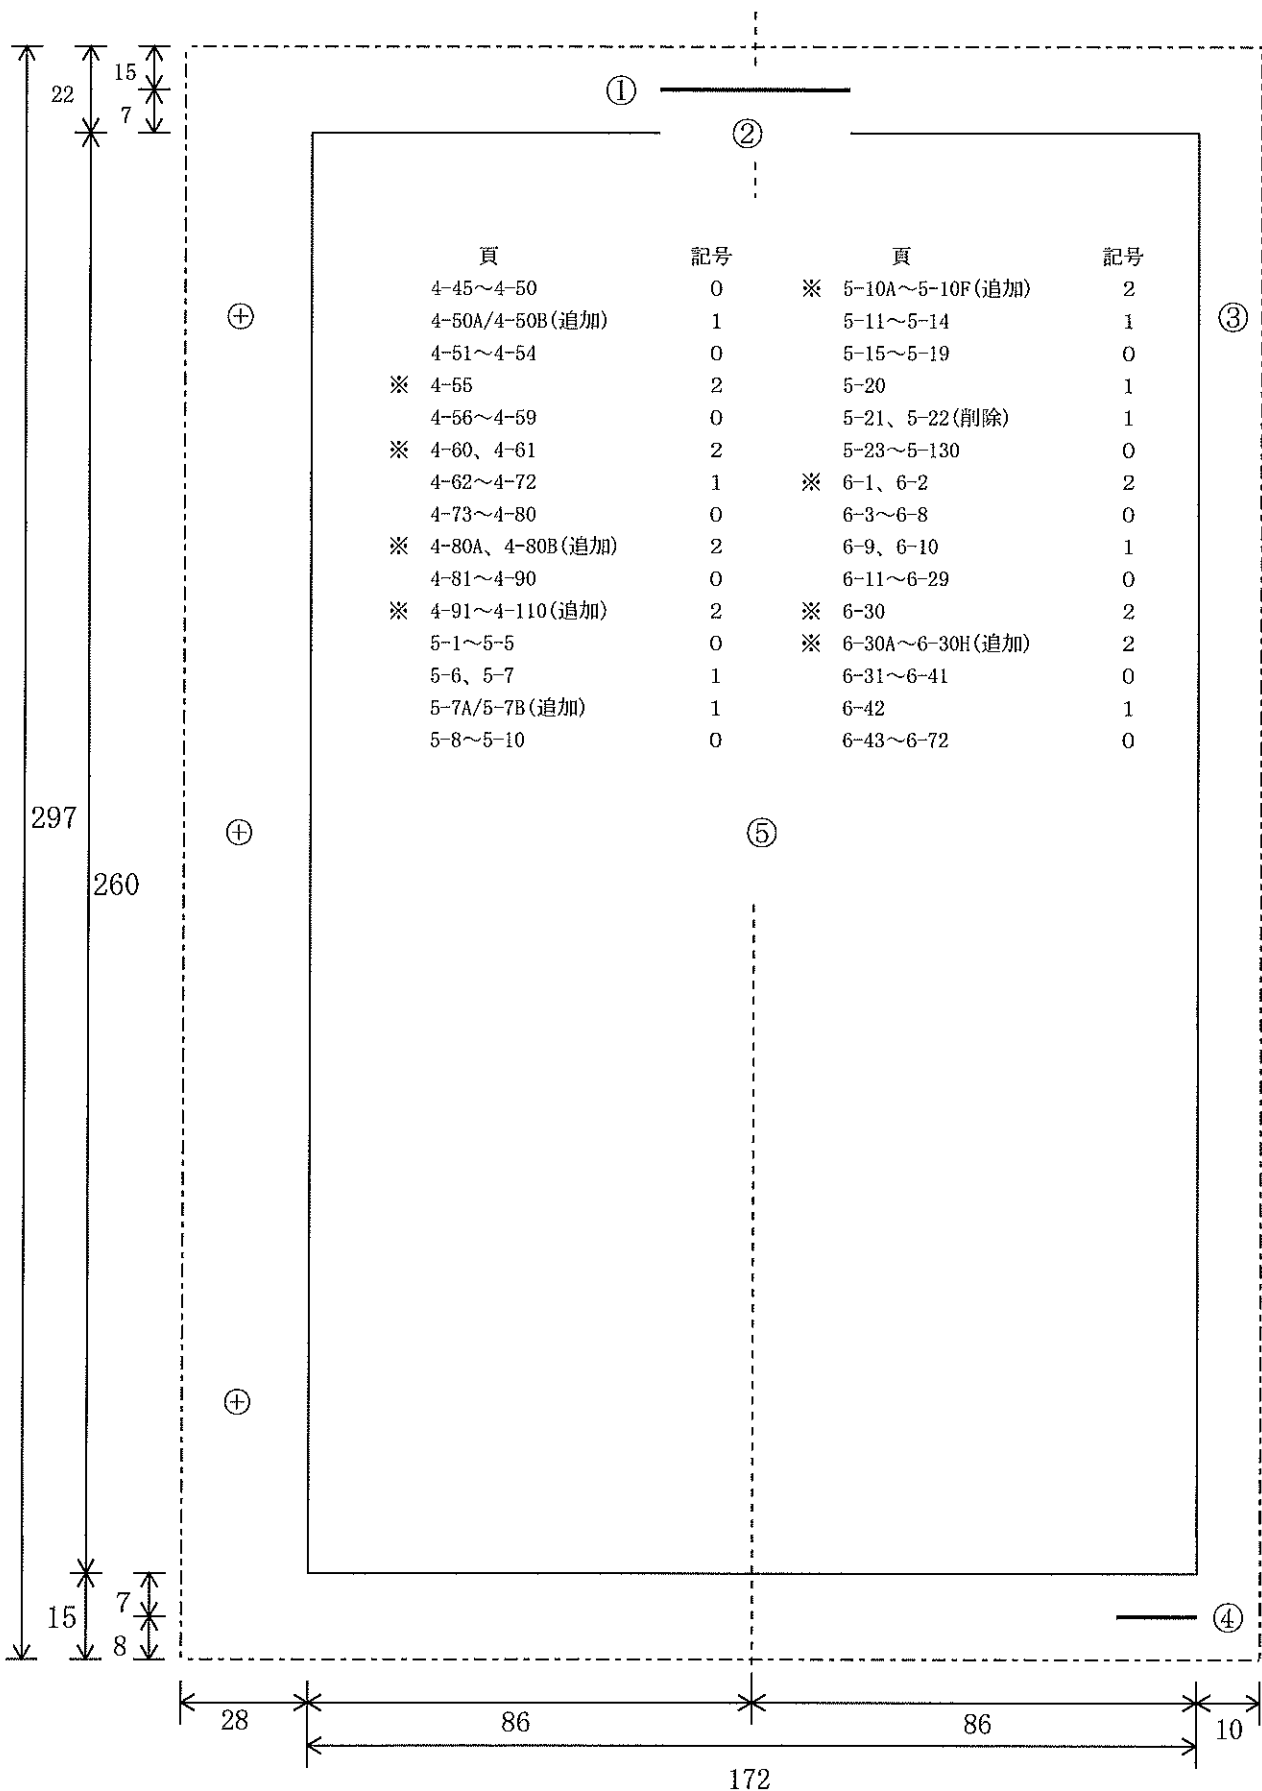 15
22
7
①
②
頁 記号 頁 記号
4-45～4-50 0 ※ 5-10A～5-10F(追加) 2
4-50A/4-50B(追加) 1 5-11～5-14 1
4-51～4-54 0 5-15～5-19 0
※ 4-55 2 5-20 1
4-56～4-59 0 5-21、5-22(削除) 1
※ 4-60、4-61 2 5-23～5-130 0
4-62～4-72 1 ※ 6-1、6-2 2
4-73～4-80 0 6-3～6-8 0
※ 4-80A、4-80B(追加) 2 6-9、6-10 1
4-81～4-90 0 6-11～6-29 0
※ 4-91～4-110(追加) 2 ※ 6-30 2
5-1～5-5 0 ※ 6-30A～6-30H(追加) 2
5-6、5-7 1 6-31～6-41 0
5-7A/5-7B(追加) 1 6-42 1
5-8～5-10 0 6-43～6-72 0
③
297
⑤
260
7
15
8
④
28 86 86 10
172